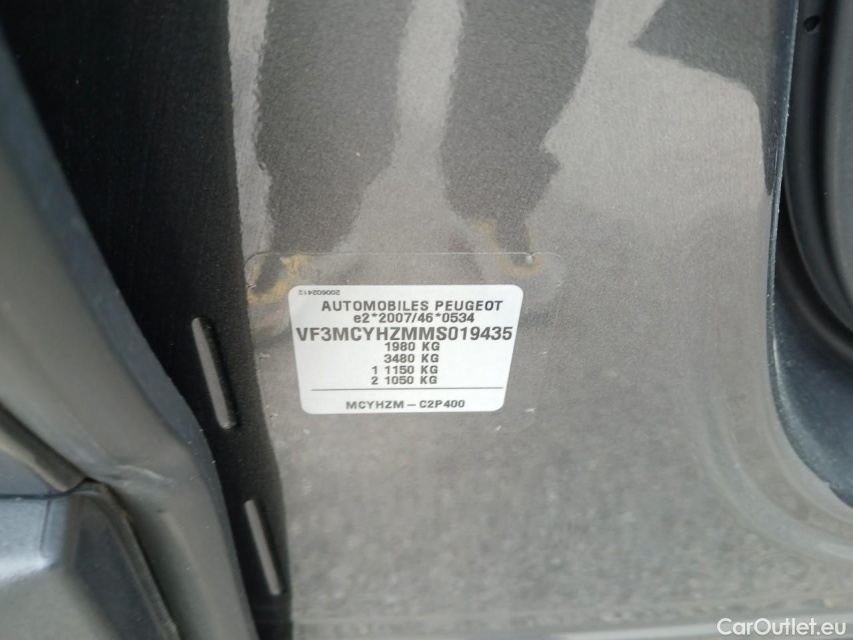 200602412
AUTOMOBILES PEUGEOT
e2*2007/46*0534
VF3MCYHZMMS019435
1980 KG
3480 KG
1 1150 KG
2 1050 KG
MCYHZM - C2P400
CarOutlet.eu